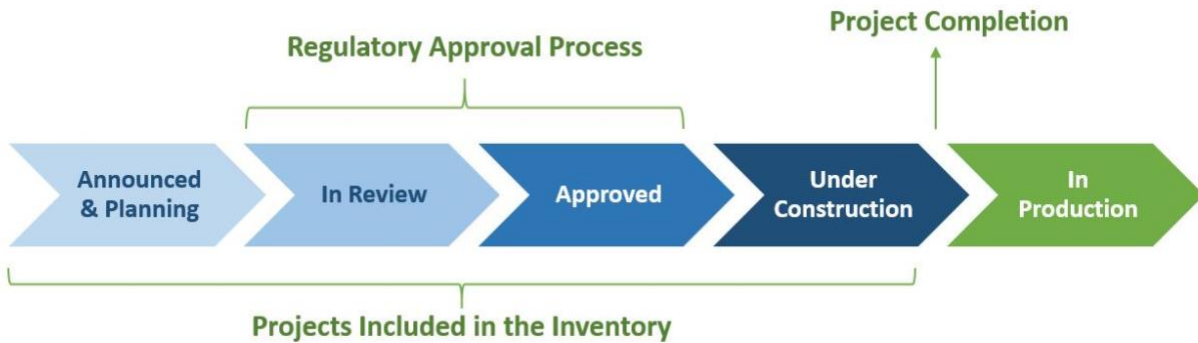 Project Completion
Regulatory Approval Process
Announced
& Planning
In Review
Approved
Under
Construction
In
Production
Projects Included in the Inventory